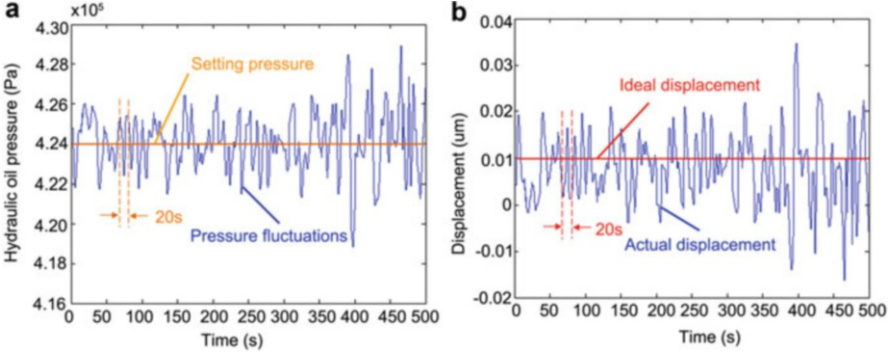 a
×10⁵
4.30
4.28
4.26
4.24
4.22
4.20
4.18
4.16
Hydraulic oil pressure (Pa)
Setting pressure
20s
Pressure fluctuations
0 50 100 150 200 250 300 350 400 450 500
Time (s)
b
0.04
0.03
0.02
0.01
0
-0.01
-0.02
Displacement (um)
Ideal displacement
20s
Actual displacement
0 50 100 150 200 250 300 350 400 450 500
Time (s)